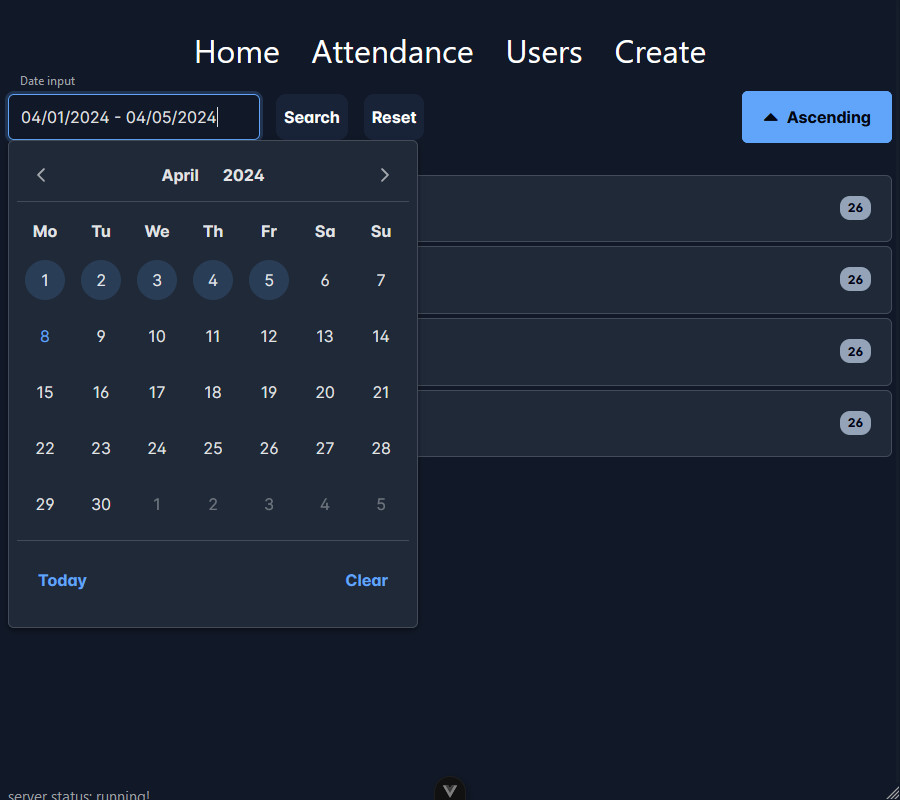 Home Attendance Users Create
Date input
04/01/2024 - 04/05/2024 Search Reset Ascending
April 2024
Mo Tu We Th Fr Sa Su
1 2 3 4 5 6 7
8 9 10 11 12 13 14
15 16 17 18 19 20 21
22 23 24 25 26 27 28
29 30 1 2 3 4 5
Today Clear
26
26
26
26
server status: running!